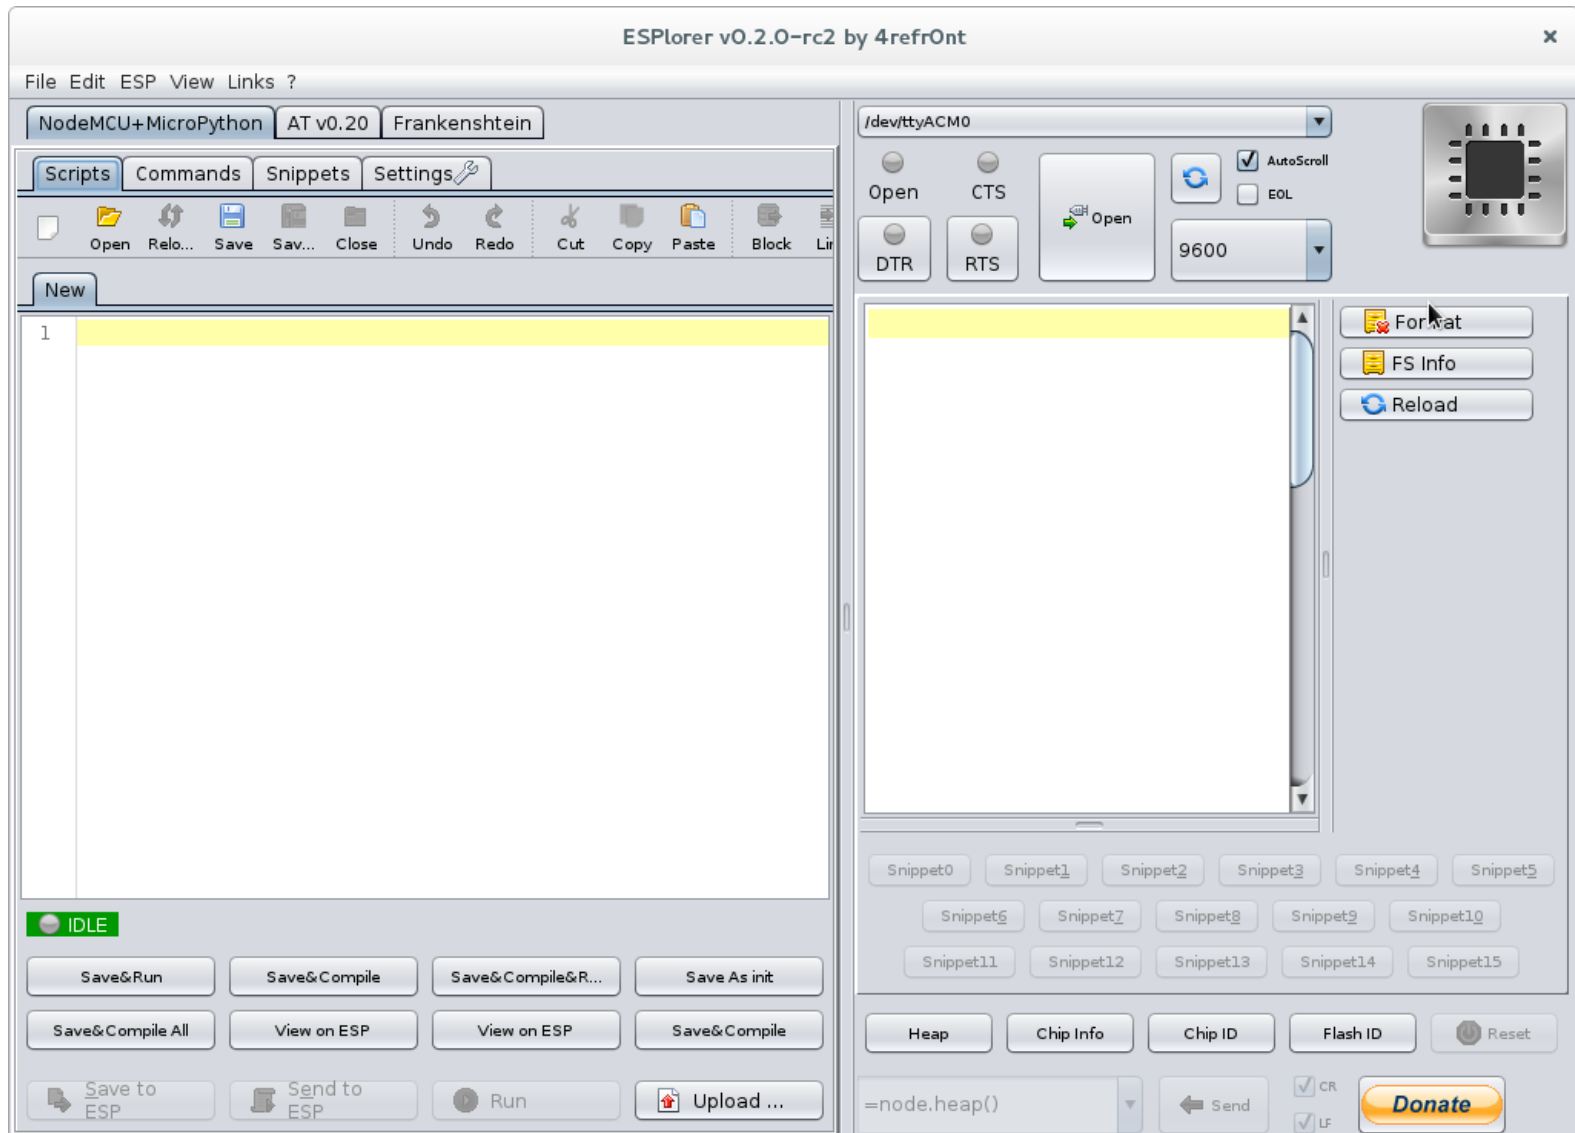 ESPlorer v0.2.0-rc2 by 4refr0nt
File Edit ESP View Links ?
NodeMCU+MicroPython AT v0.20 Frankenshtein
Scripts Commands Snippets Settings
Open Relo... Save Sav... Close Undo Redo Cut Copy Paste Block
New
1
IDLE
Save&Run Save&Compile Save&Compile&R... Save As init
Save&Compile All View on ESP View on ESP Save&Compile
Save to ESP Send to ESP Run Upload ...
/dev/ttyACM0
Open CTS Open AutoScroll
EOL
DTR RTS 9600
Format
FS Info
Reload
Snippet0 Snippet1 Snippet2 Snippet3 Snippet4 Snippet5
Snippet6 Snippet7 Snippet8 Snippet9 Snippet10
Snippet11 Snippet12 Snippet13 Snippet14 Snippet15
Heap Chip Info Chip ID Flash ID Reset
=node.heap() Send CR
LF
Donate